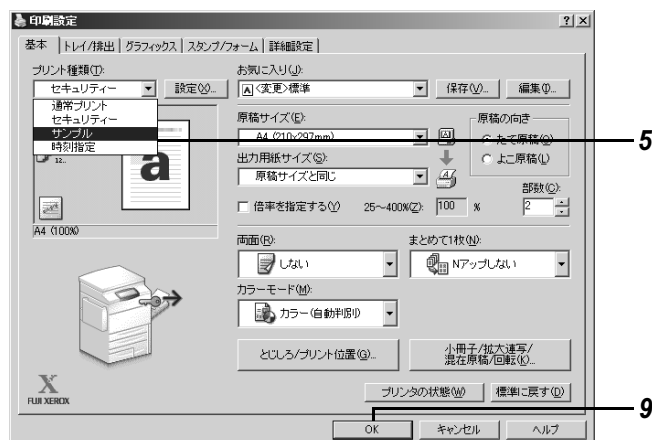 印刷設定
基本 トレイ/排出 グラフィックス スタンプ/フォーム 詳細設定
プリント種類(T):
セキュリティー 設定(X)...
通常プリント
セキュリティー
サンプル
時刻指定
12..
a
A4 (100%)
FUJI XEROX
お気に入り(J):
A <変更>標準 保存(V)... 編集(I)...
原稿サイズ(E):
A4 (210x297mm)
出力用紙サイズ(S):
原稿サイズと同じ
原稿の向き
たて原稿(O)
よこ原稿(L)
倍率を指定する(Y) 25～400%(Z): 100 %
部数(C):
2
両面(R):
しない
まとめて1枚(N):
Nアップしない
カラーモード(M):
カラー(自動判別)
とじしろ/プリント位置(G)...
小冊子/拡大連写/
混在原稿/回転(K)...
プリンタの状態(W) 標準に戻す(D)
OK キャンセル ヘルプ
5
9